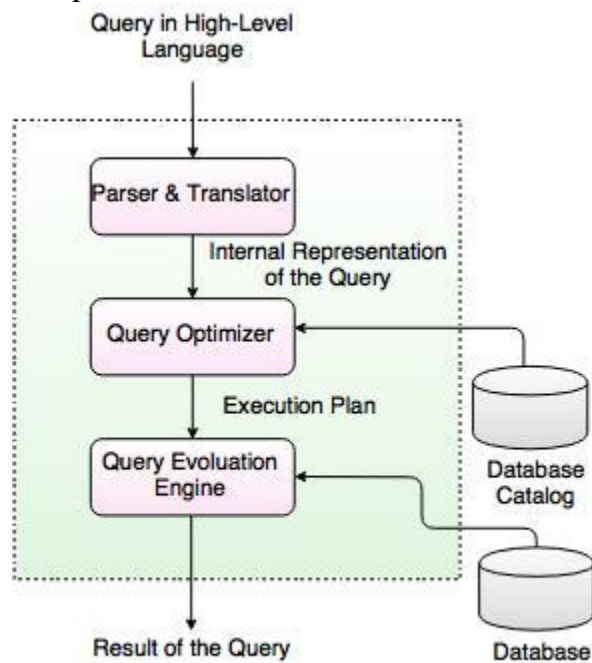 Query in High-Level
Language
Parser & Translator
Internal Representation
of the Query
Query Optimizer
Execution Plan
Query Evoluation
Engine
Database
Catalog
Result of the Query
Database